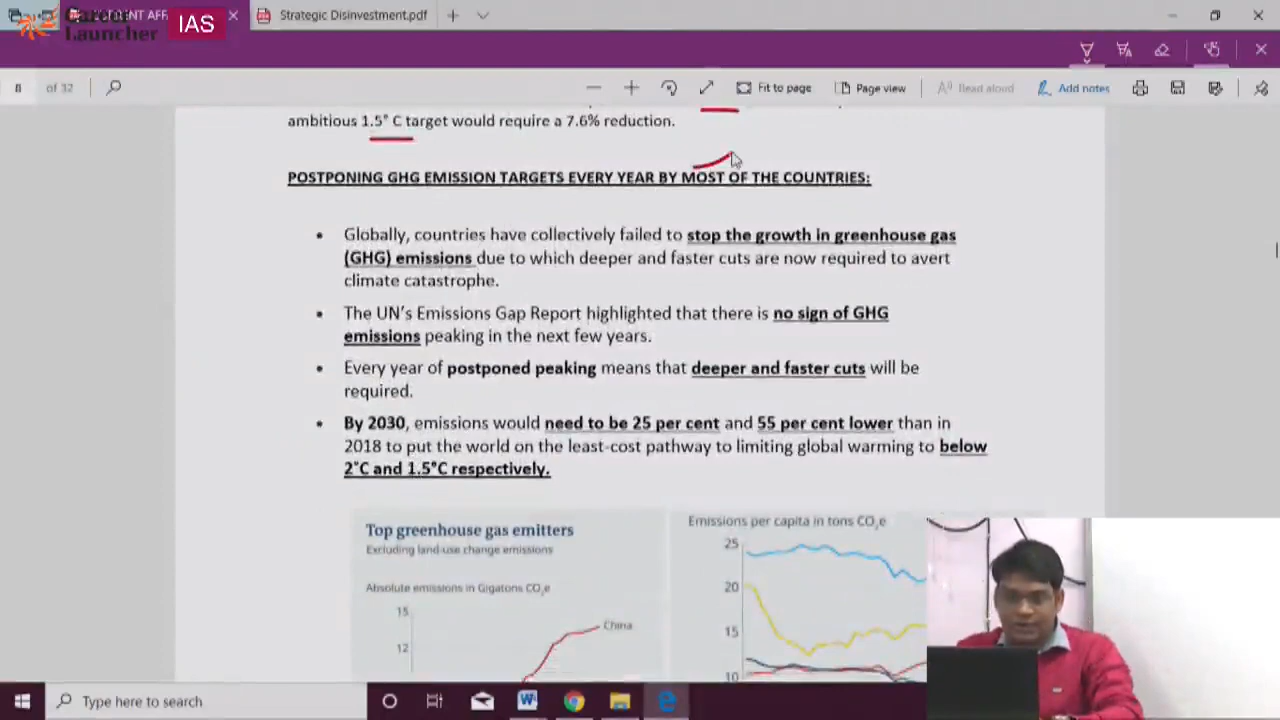 Career
Launcher
IAS
Strategic Disinvestment.pdf
8 of 32
Fit to page
Page view
Read aloud
Add notes
ambitious 1.5° C target would require a 7.6% reduction.
POSTPONING GHG EMISSION TARGETS EVERY YEAR BY MOST OF THE COUNTRIES:
• Globally, countries have collectively failed to stop the growth in greenhouse gas
(GHG) emissions due to which deeper and faster cuts are now required to avert
climate catastrophe.
• The UN's Emissions Gap Report highlighted that there is no sign of GHG
emissions peaking in the next few years.
• Every year of postponed peaking means that deeper and faster cuts will be
required.
• By 2030, emissions would need to be 25 per cent and 55 per cent lower than in
2018 to put the world on the least-cost pathway to limiting global warming to below
2°C and 1.5°C respectively.
Top greenhouse gas emitters
Excluding land-use change emissions
Absolute emissions in Gigatons CO₂e
15
China
12
Emissions per capita in tons CO₂e
25
20
15
10
Type here to search